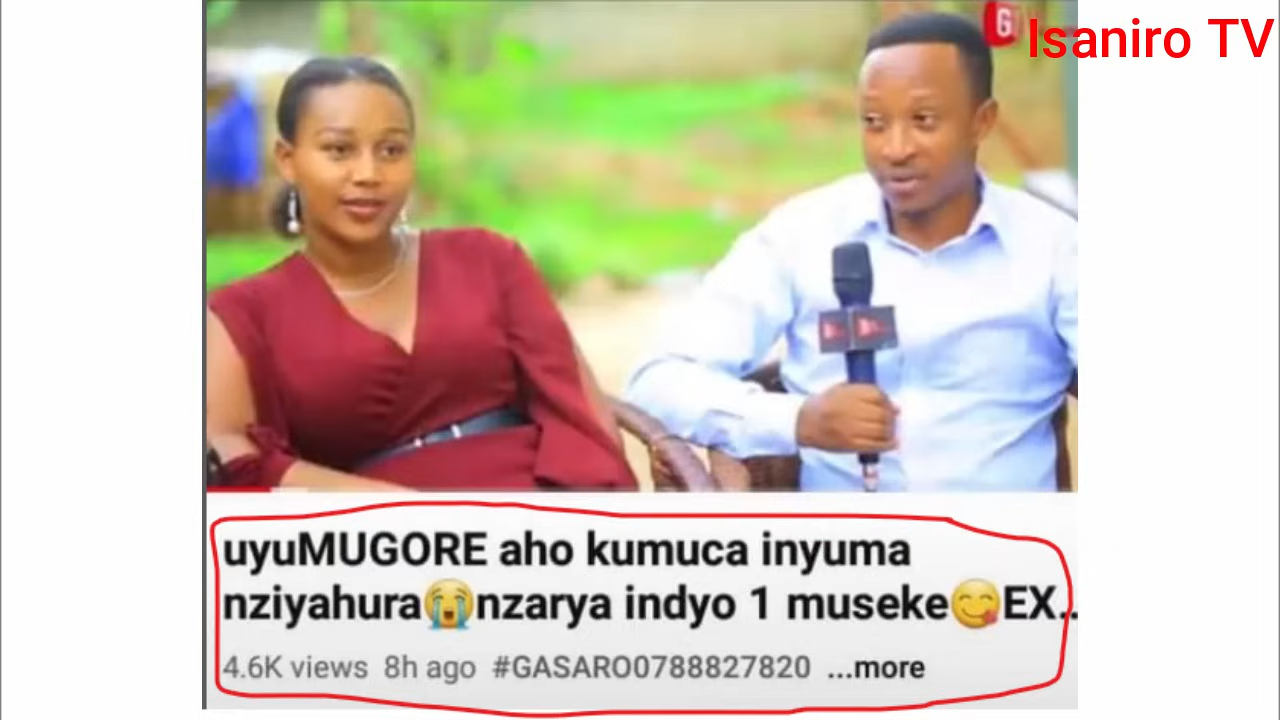 G
Isaniro TV
uyuMUGORE aho kumuca inyuma
nziyahura😭nzarya indyo 1 museke😋EX..
4.6K views 8h ago #GASARO0788827820 ...more